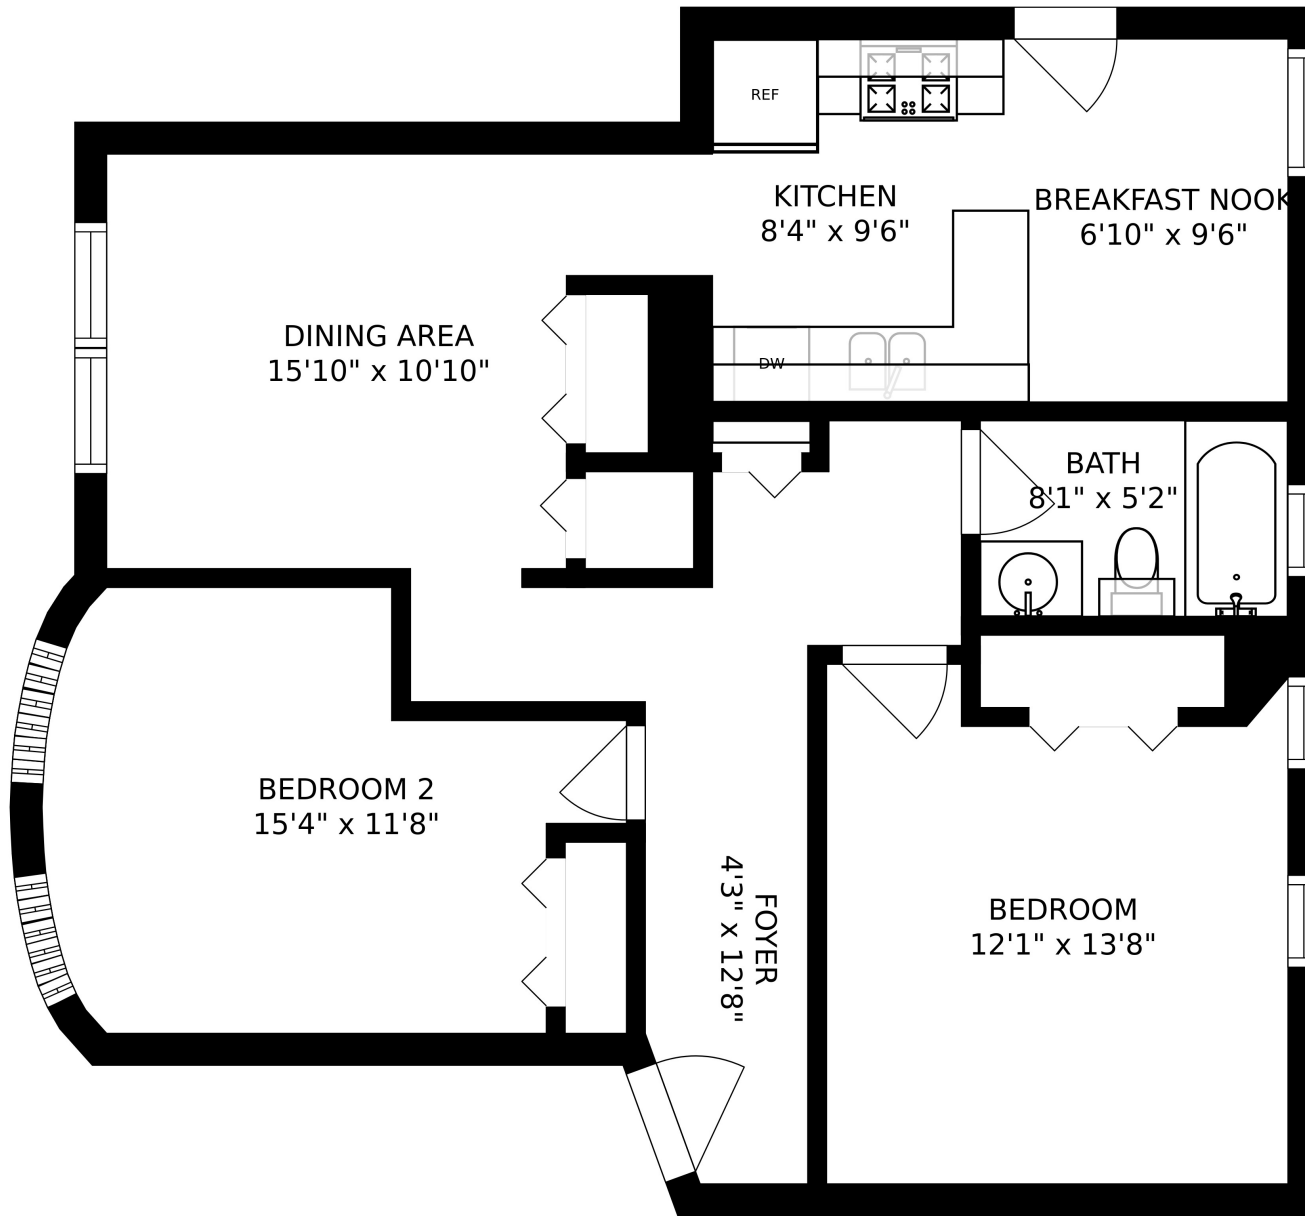 REF
KITCHEN
8'4" x 9'6"
BREAKFAST NOOK
6'10" x 9'6"
DINING AREA
15'10" x 10'10"
DW
BATH
8'1" x 5'2"
BEDROOM 2
15'4" x 11'8"
FOYER
4'3" x 12'8"
BEDROOM
12'1" x 13'8"